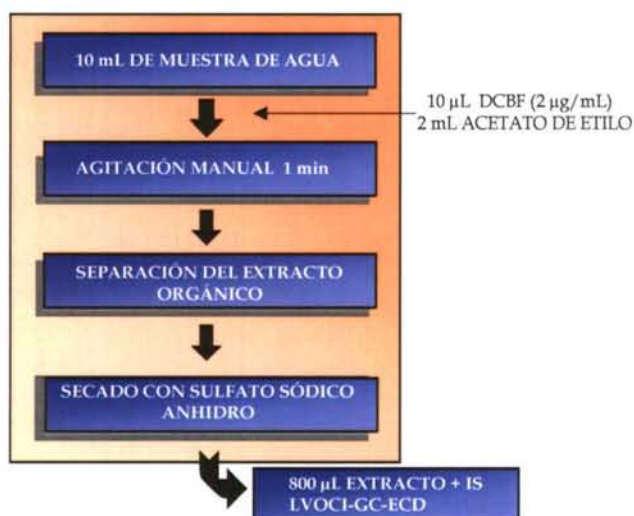 10 mL DE MUESTRA DE AGUA
10 µL DCBF (2 µg/mL)
2 mL ACETATO DE ETILO
AGITACIÓN MANUAL 1 min
SEPARACIÓN DEL EXTRACTO
ORGÁNICO
SECADO CON SULFATO SÓDICO
ANHIDRO
800 µL EXTRACTO + IS
LVOCI-GC-ECD